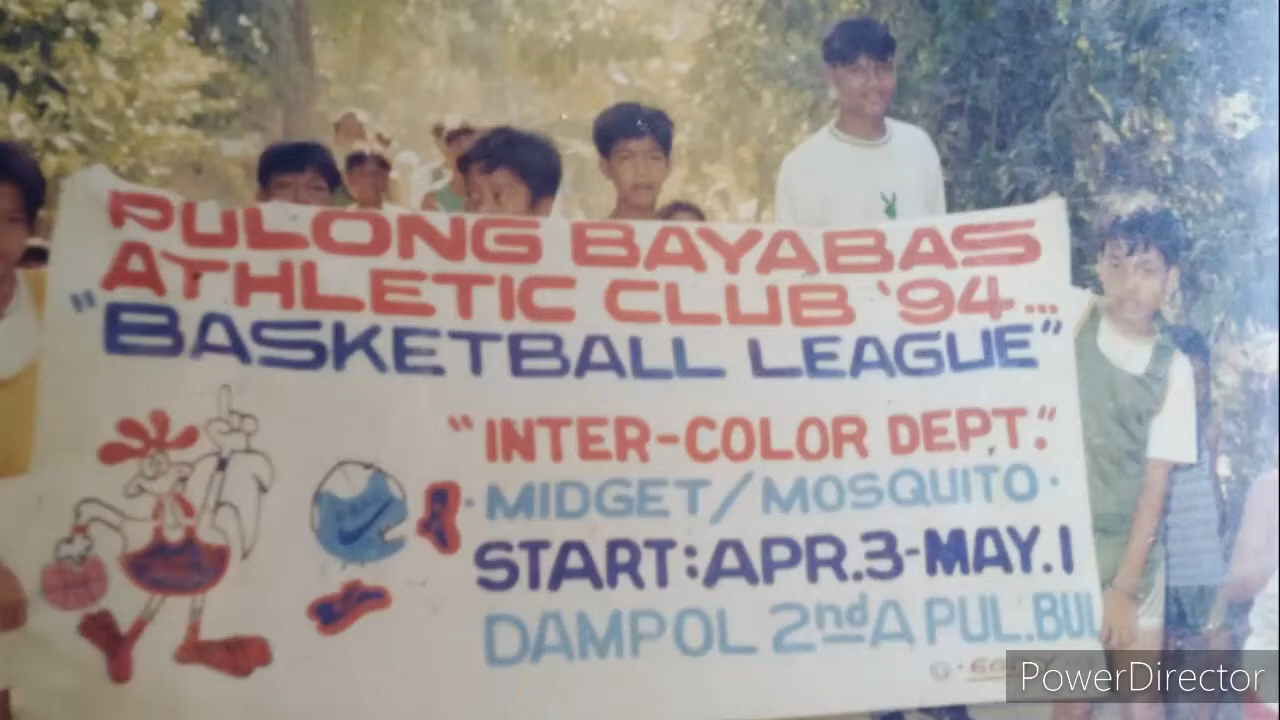 PULONG BAYABAS
ATHLETIC CLUB '94...
"BASKETBALL LEAGUE"
"INTER-COLOR DEPT."
·MIDGET/MOSQUITO·
START:APR.3-MAY.1
DAMPOL 2nd A PUL.BUL
PowerDirector